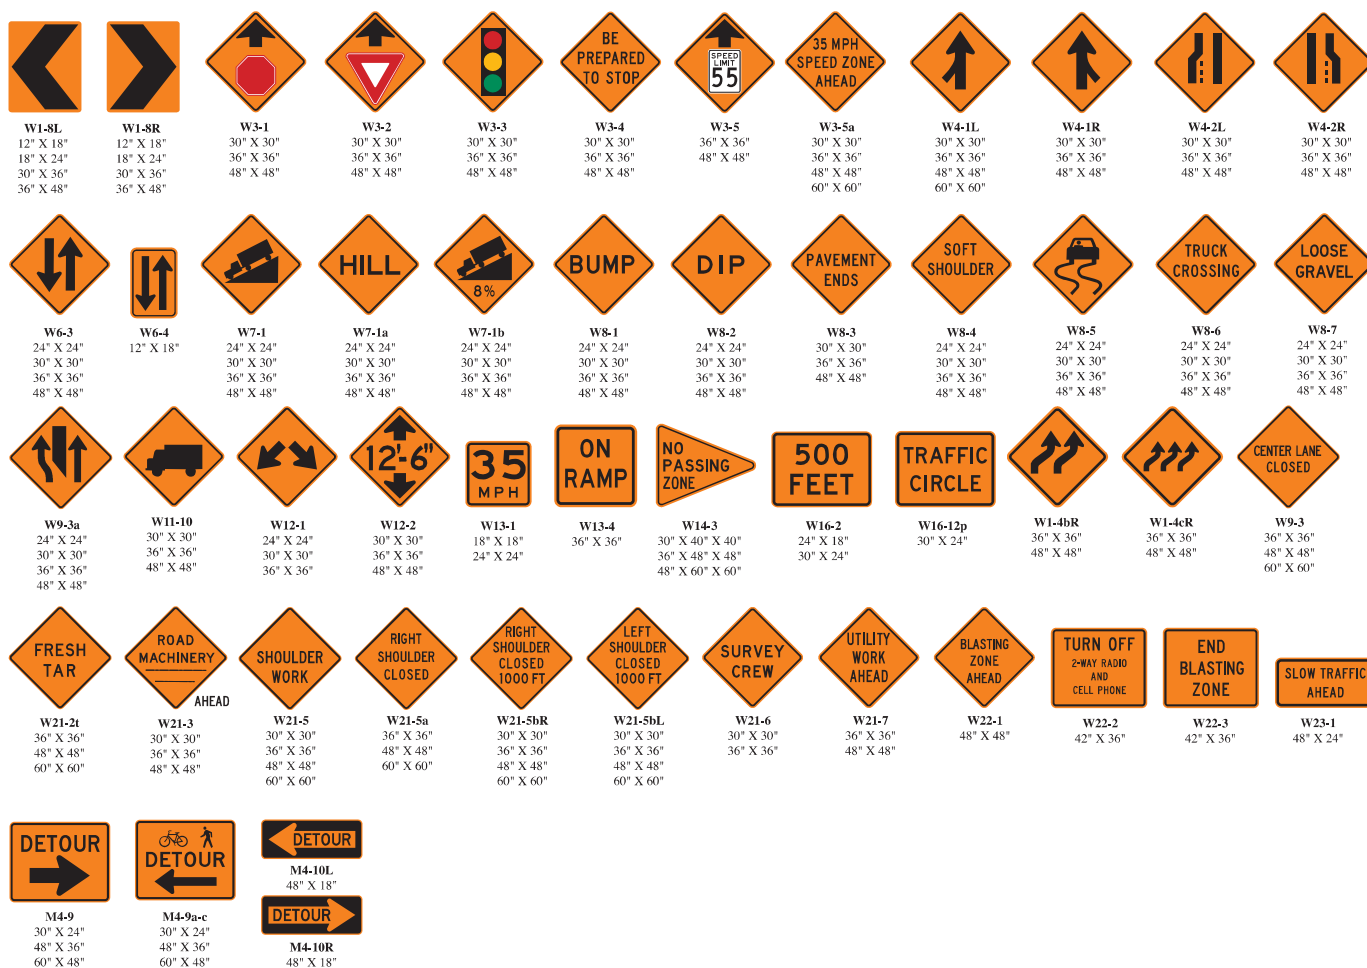 BE
PREPARED
TO STOP
SPEED
LIMIT
55
35 MPH
SPEED ZONE
AHEAD
W1-8L
12" X 18"
18" X 24"
30" X 36"
36" X 48"
W1-8R
12" X 18"
18" X 24"
30" X 36"
36" X 48"
W3-1
30" X 30"
36" X 36"
48" X 48"
W3-2
30" X 30"
36" X 36"
48" X 48"
W3-3
30" X 30"
36" X 36"
48" X 48"
W3-4
30" X 30"
36" X 36"
W3-5
36" X 36"
48" X 48"
W3-5a
30" X 30"
36" X 36"
48" X 48"
60" X 60"
W4-1L
30" X 30"
36" X 36"
48" X 48"
60" X 60"
W4-1R
30" X 30"
36" X 36"
48" X 48"
W4-2L
30" X 30"
36" X 36"
48" X 48"
W4-2R
30" X 30"
36" X 36"
48" X 48"
HILL
8%
BUMP
DIP
PAVEMENT
ENDS
SOFT
SHOULDER
TRUCK
CROSSING
LOOSE
GRAVEL
W6-3
24" X 24"
30" X 30"
36" X 36"
48" X 48"
W6-4
12" X 18"
W7-1
24" X 24"
30" X 30"
36" X 36"
48" X 48"
W7-1a
24" X 24"
30" X 30"
36" X 36"
48" X 48"
W7-1b
24" X 24"
30" X 30"
36" X 36"
48" X 48"
W8-1
24" X 24"
30" X 30"
36" X 36"
48" X 48"
W8-2
24" X 24"
30" X 30"
36" X 36"
48" X 48"
W8-3
30" X 30"
36" X 36"
48" X 48"
W8-4
24" X 24"
30" X 30"
36" X 36"
48" X 48"
W8-5
24" X 24"
30" X 30"
36" X 36"
48" X 48"
W8-6
24" X 24"
30" X 30"
36" X 36"
48" X 48"
W8-7
24" X 24"
30" X 30"
36" X 36"
48" X 48"
12'-6"
35
MPH
ON
RAMP
NO
PASSING
ZONE
500
FEET
TRAFFIC
CIRCLE
CENTER LANE
CLOSED
W9-3a
24" X 24"
30" X 30"
36" X 36"
48" X 48"
W11-10
30" X 30"
36" X 36"
48" X 48"
W12-1
24" X 24"
30" X 30"
36" X 36"
W12-2
30" X 30"
36" X 36"
48" X 48"
W13-1
18" X 18"
24" X 24"
W13-4
36" X 36"
W14-3
30" X 40" X 40"
36" X 48" X 48"
48" X 60" X 60"
W16-2
24" X 18"
30" X 24"
W16-12p
30" X 24"
W1-4bR
36" X 36"
48" X 48"
W1-4cR
36" X 36"
48" X 48"
W9-3
36" X 36"
48" X 48"
60" X 60"
FRESH
TAR
ROAD
MACHINERY
AHEAD
SHOULDER
WORK
RIGHT
SHOULDER
CLOSED
RIGHT
SHOULDER
CLOSED
1000 FT
LEFT
SHOULDER
CLOSED
1000 FT
SURVEY
CREW
UTILITY
WORK
AHEAD
BLASTING
ZONE
AHEAD
TURN OFF
2-WAY RADIO
AND
CELL PHONE
END
BLASTING
ZONE
SLOW TRAFFIC
AHEAD
W21-2t
36" X 36"
48" X 48"
60" X 60"
W21-3
30" X 30"
36" X 36"
48" X 48"
W21-5
30" X 30"
36" X 36"
48" X 48"
60" X 60"
W21-5a
36" X 36"
48" X 48"
60" X 60"
W21-5bR
30" X 30"
36" X 36"
48" X 48"
60" X 60"
W21-5bL
30" X 30"
36" X 36"
48" X 48"
60" X 60"
W21-6
30" X 30"
36" X 36"
W21-7
36" X 36"
48" X 48"
W22-1
48" X 48"
W22-2
42" X 36"
W22-3
42" X 36"
W23-1
48" X 24"
DETOUR
M4-9
30" X 24"
48" X 36"
60" X 48"
DETOUR
M4-9a-c
30" X 24"
48" X 36"
60" X 48"
DETOUR
M4-10L
48" X 18"
DETOUR
M4-10R
48" X 18"